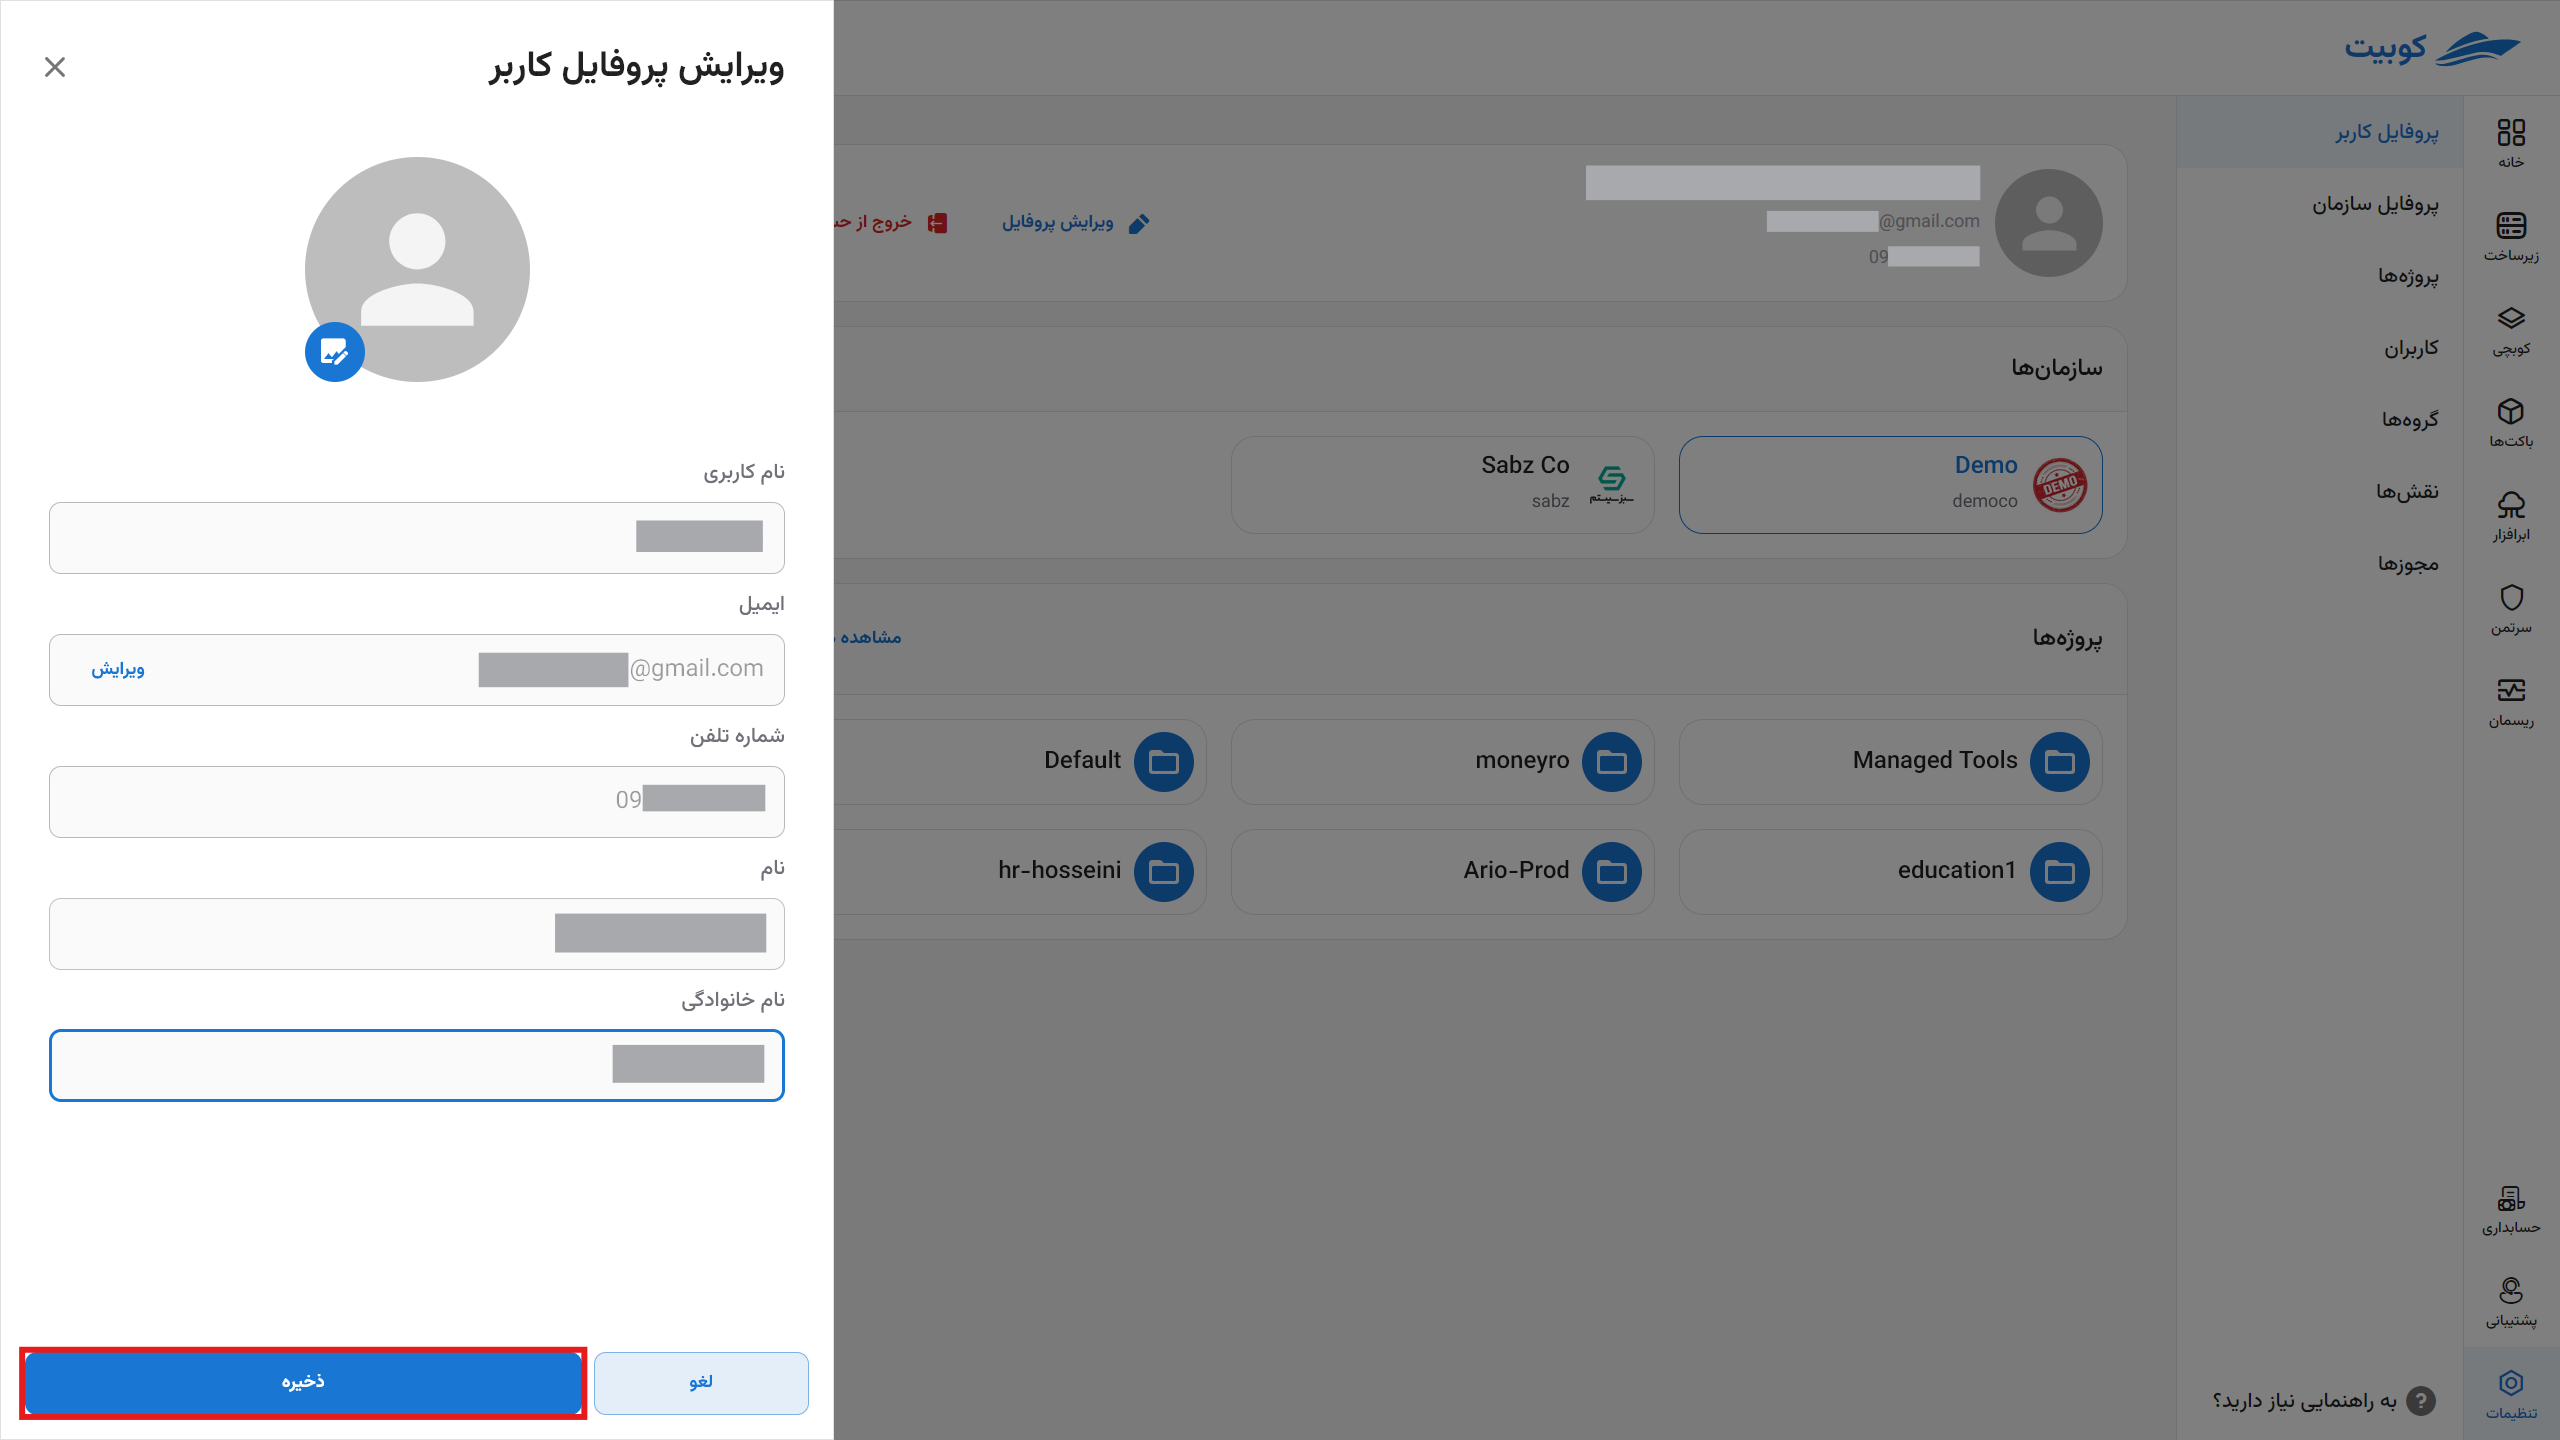 کوبیت
خانه
زیرساخت
کوبچی
باکت‌ها
ابرافزار
سرتمن
ریسمان
حسابداری
پشتیبانی
تنظیمات
پروفایل کاربر
پروفایل سازمان
پروژه‌ها
کاربران
گروه‌ها
نقش‌ها
مجوزها
به راهنمایی نیاز دارید؟
@gmail.com
09
ویرایش پروفایل
خروج از
سازمان‌ها
Demo
democo
DEMO
Sabz Co
sabz
سبزسیستم
پروژه‌ها
مشاهده
Managed Tools
moneyro
Default
education1
Ario-Prod
hr-hosseini
ویرایش پروفایل کاربر
نام کاربری
ایمیل
@gmail.com
ویرایش
شماره تلفن
09
نام
نام خانوادگی
لغو
ذخیره